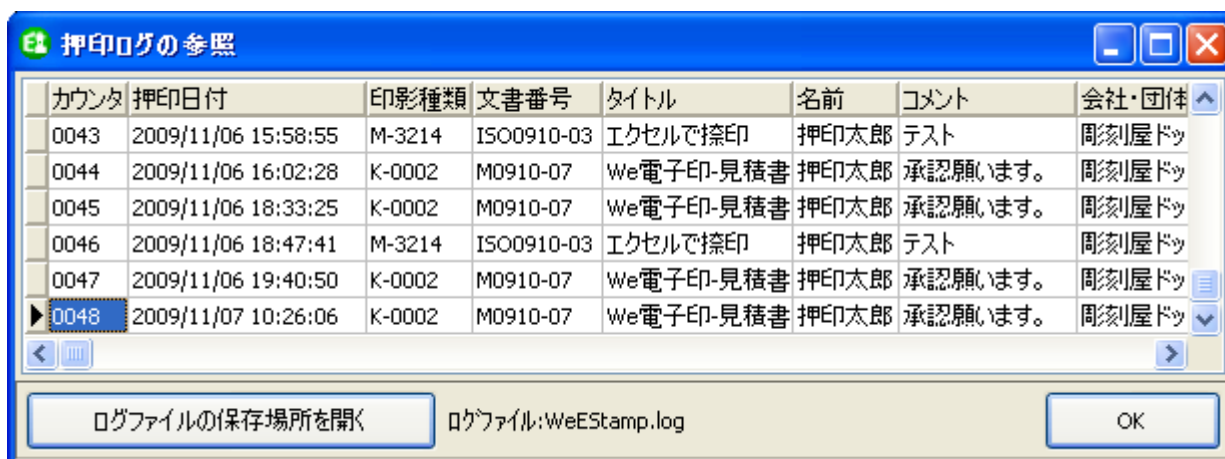 押印ログの参照
カウンタ 押印日付 印影種類 文書番号 タイトル 名前 コメント 会社・団体
0043 2009/11/06 15:58:55 M-3214 ISO0910-03 エクセルで捺印 押印太郎 テスト 彫刻屋ドッ
0044 2009/11/06 16:02:28 K-0002 M0910-07 We電子印-見積書 押印太郎 承認願います。 彫刻屋ドッ
0045 2009/11/06 18:33:25 K-0002 M0910-07 We電子印-見積書 押印太郎 承認願います。 彫刻屋ドッ
0046 2009/11/06 18:47:41 M-3214 ISO0910-03 エクセルで捺印 押印太郎 テスト 彫刻屋ドッ
0047 2009/11/06 19:40:50 K-0002 M0910-07 We電子印-見積書 押印太郎 承認願います。 彫刻屋ドッ
0048 2009/11/07 10:26:06 K-0002 M0910-07 We電子印-見積書 押印太郎 承認願います。 彫刻屋ドッ
ログファイルの保存場所を開く ログファイル:WeEStamp.log OK